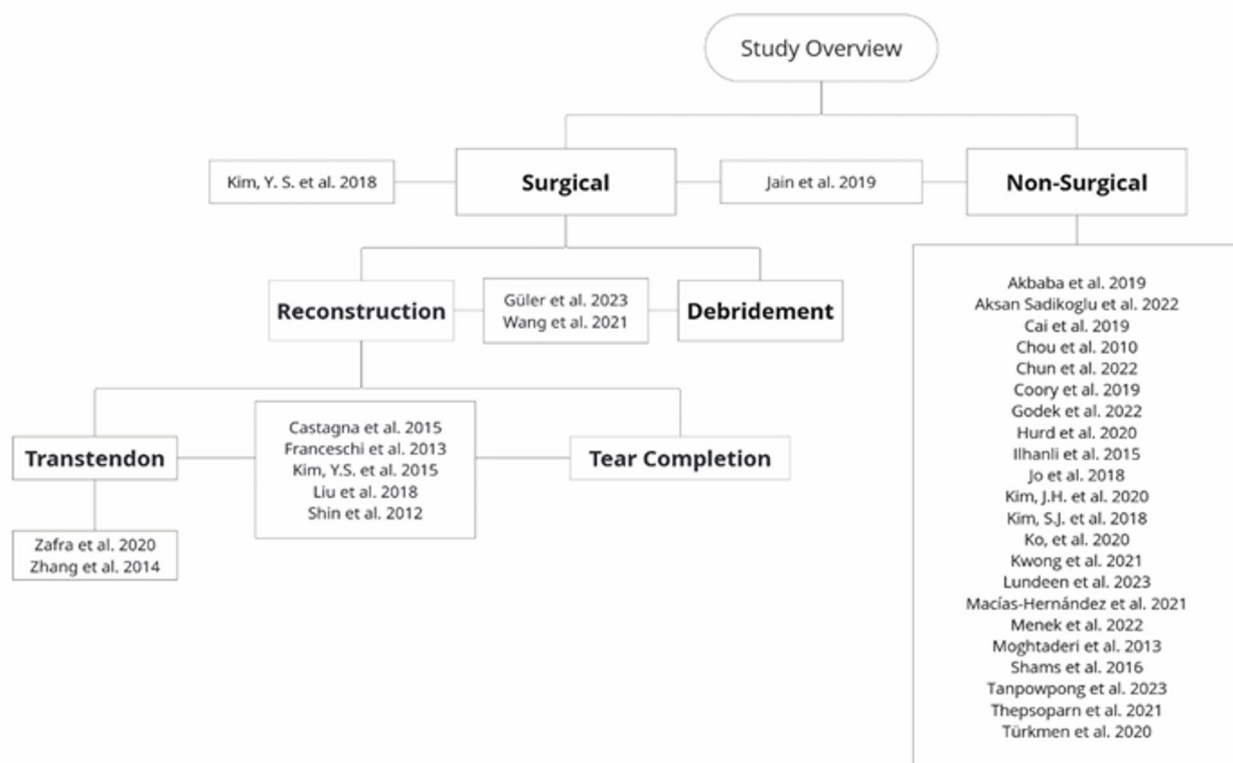 Study Overview
Kim, Y. S. et al. 2018
Surgical
Jain et al. 2019
Non-Surgical
Reconstruction
Güler et al. 2023
Wang et al. 2021
Debridement
Transtendon
Castagna et al. 2015
Franceschi et al. 2013
Kim, Y.S. et al. 2015
Liu et al. 2018
Shin et al. 2012
Tear Completion
Zafra et al. 2020
Zhang et al. 2014
Akbaba et al. 2019
Aksan Sadikoglu et al. 2022
Cai et al. 2019
Chou et al. 2010
Chun et al. 2022
Coory et al. 2019
Godek et al. 2022
Hurd et al. 2020
Ilhanli et al. 2015
Jo et al. 2018
Kim, J.H. et al. 2020
Kim, S.J. et al. 2018
Ko, et al. 2020
Kwong et al. 2021
Lundeen et al. 2023
Macías-Hernández et al. 2021
Menek et al. 2022
Moghtaderi et al. 2013
Shams et al. 2016
Tanpowpong et al. 2023
Thepsoparn et al. 2021
Türkmen et al. 2020